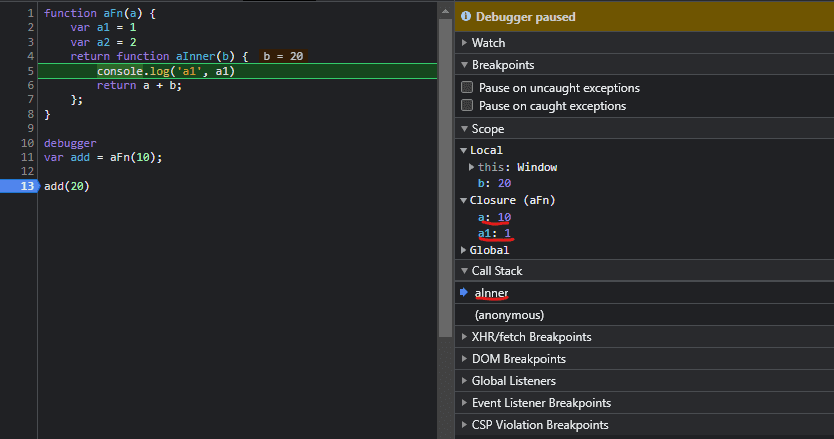 1 function aFn(a) {
2 var a1 = 1
3 var a2 = 2
4 return function aInner(b) { b = 20
5 console.log('a1', a1)
6 return a + b;
7 };
8 }
9
10 debugger
11 var add = aFn(10);
12
13 add(20)
Debugger paused
Watch
Breakpoints
Pause on uncaught exceptions
Pause on caught exceptions
Scope
Local
this: Window
b: 20
Closure (aFn)
a: 10
a1: 1
Global
Call Stack
aInner
(anonymous)
XHR/fetch Breakpoints
DOM Breakpoints
Global Listeners
Event Listener Breakpoints
CSP Violation Breakpoints